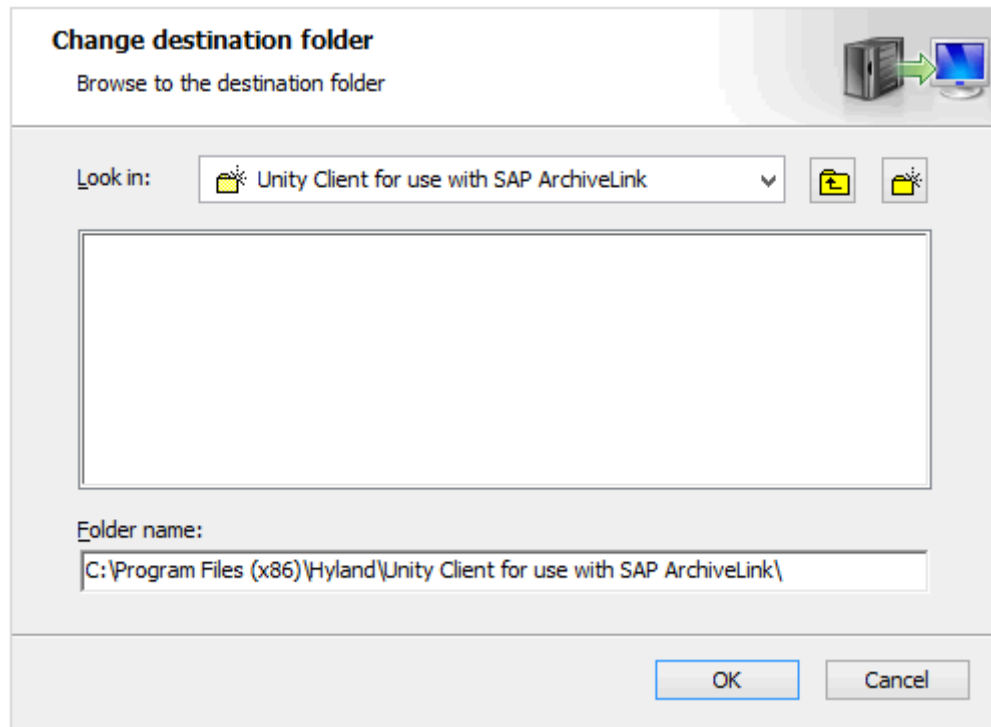 Change destination folder
Browse to the destination folder
Look in:
Unity Client for use with SAP ArchiveLink
Folder name:
C:\Program Files (x86)\Hyland\Unity Client for use with SAP ArchiveLink\
OK
Cancel